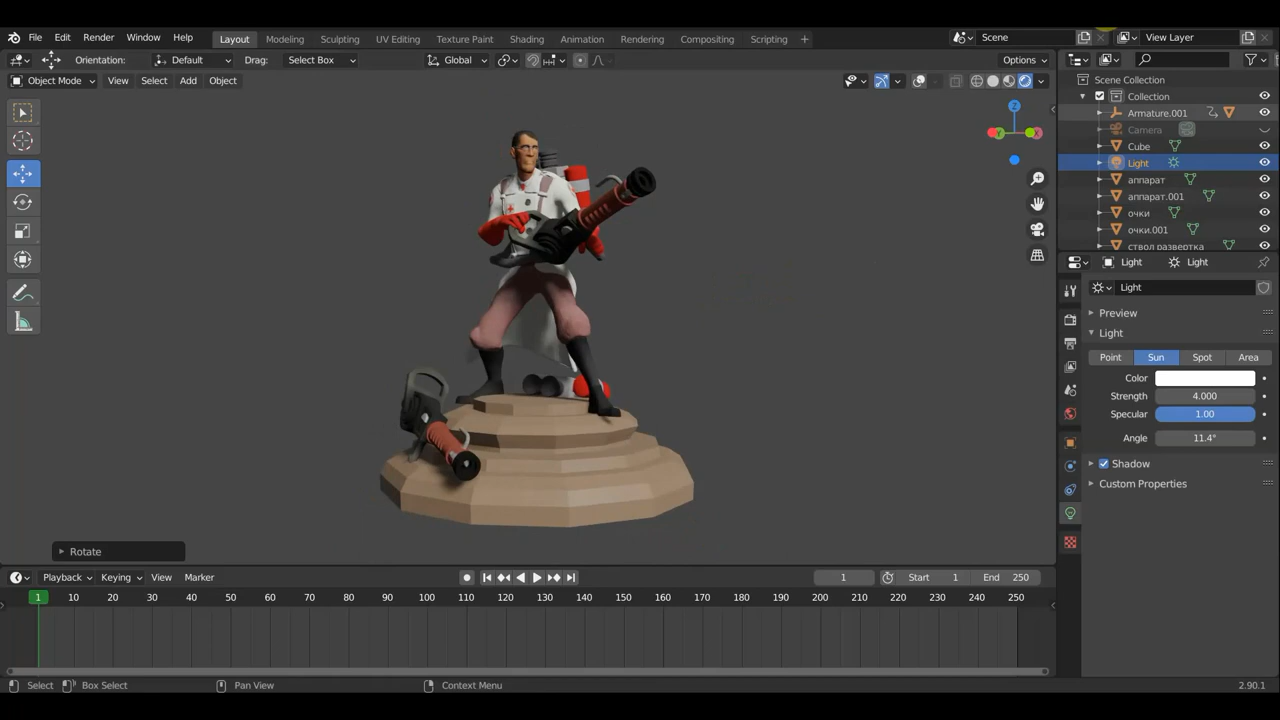 File Edit Render Window Help Layout Modeling Sculpting UV Editing Texture Paint Shading Animation Rendering Compositing Scripting + Scene View Layer
Orientation: Default Drag: Select Box Global Options
Object Mode View Select Add Object
Scene Collection
Collection
Armature.001
Camera
Cube
Light
аппарат
аппарат.001
очки
очки.001
ствол развертка
Z
Light Light
Light
Preview
Light
Point Sun Spot Area
Color
Strength 4.000
Specular 1.00
Angle 11.4°
Shadow
Custom Properties
Rotate
Playback Keying View Marker 1 Start 1 End 250
1 10 20 30 40 50 60 70 80 90 100 110 120 130 140 150 160 170 180 190 200 210 220 230 240 250
Select Box Select Pan View Context Menu 2.90.1